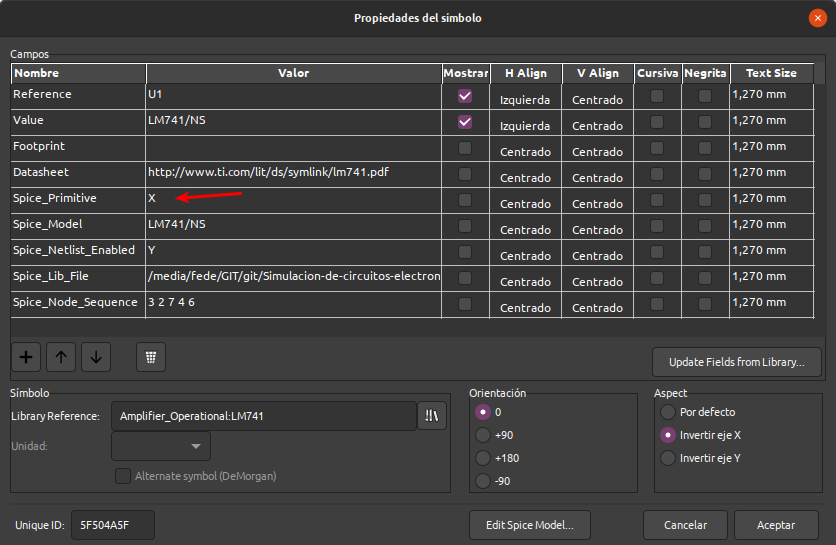 Propiedades del símbolo
Campos
Nombre Valor Mostrar H Align V Align Cursiva Negrita Text Size
Reference U1 Izquierda Centrado 1,270 mm
Value LM741/NS Izquierda Centrado 1,270 mm
Footprint Centrado Centrado 1,270 mm
Datasheet http://www.ti.com/lit/ds/symlink/lm741.pdf Centrado Centrado 1,270 mm
Spice_Primitive X Centrado Centrado 1,270 mm
Spice_Model LM741/NS Centrado Centrado 1,270 mm
Spice_Netlist_Enabled Y Centrado Centrado 1,270 mm
Spice_Lib_File /media/fede/GIT/git/Simulacion-de-circuitos-electron Centrado Centrado 1,270 mm
Spice_Node_Sequence 3 2 7 4 6 Centrado Centrado 1,270 mm
Update Fields from Library...
Símbolo
Library Reference: Amplifier_Operational:LM741
Unidad:
Alternate symbol (DeMorgan)
Orientación
0
+90
+180
-90
Aspect
Por defecto
Invertir eje X
Invertir eje Y
Unique ID: 5F504A5F
Edit Spice Model...
Cancelar
Aceptar